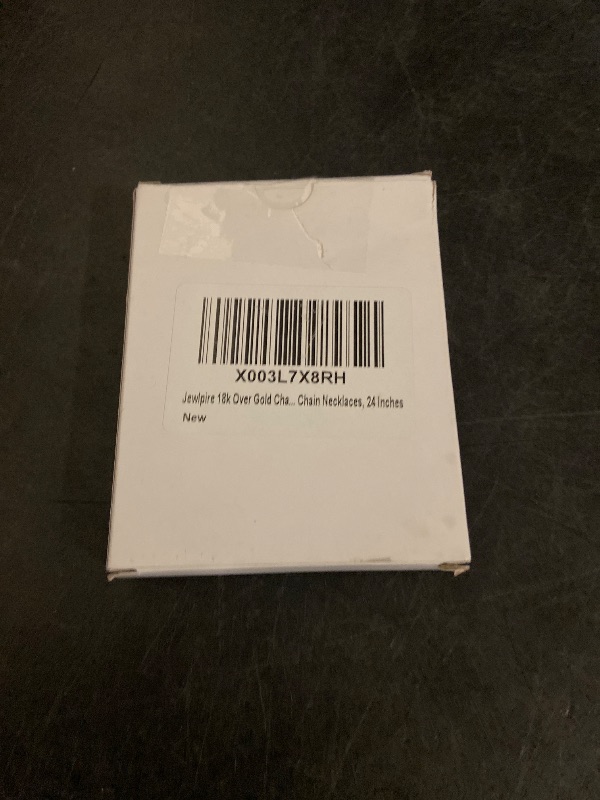 X003L7X8RH
Jewlpire 18k Over Gold Cha... Chain Necklaces, 24 Inches
New